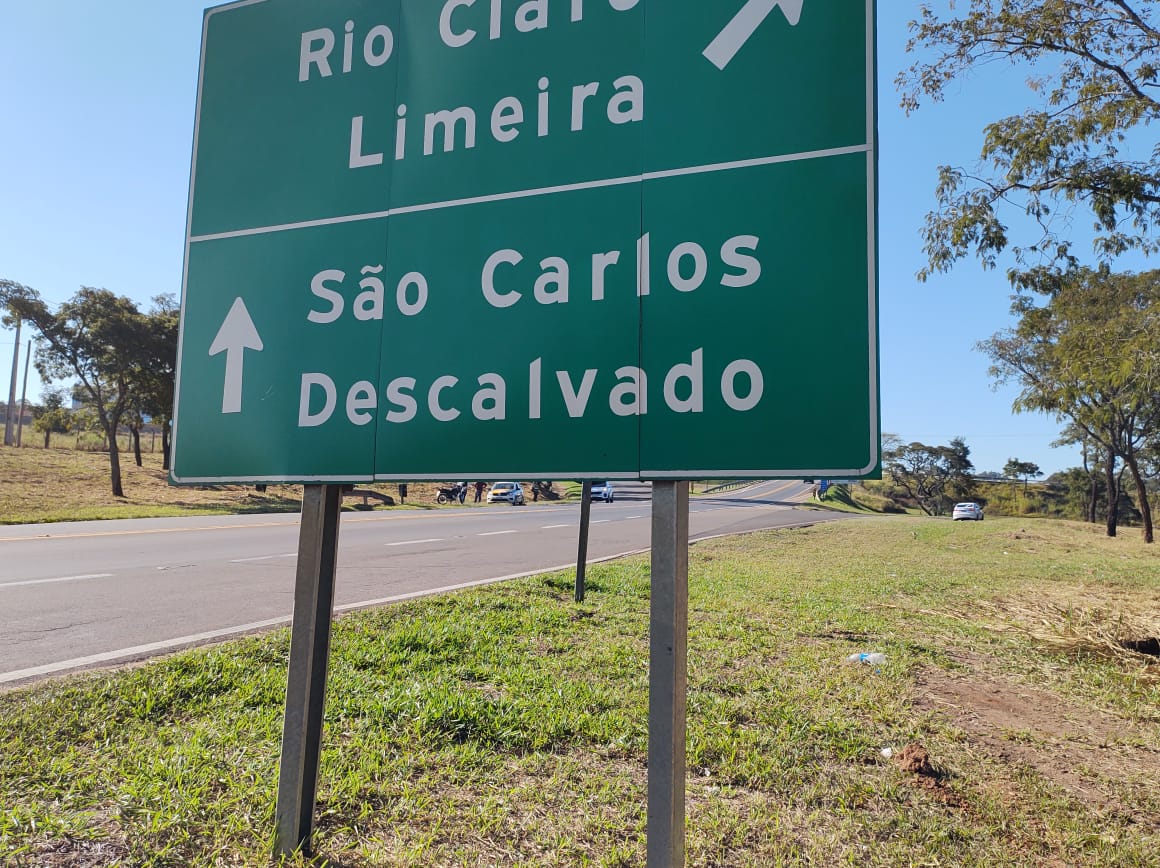 Rio Claro
Limeira
São Carlos
Descalvado